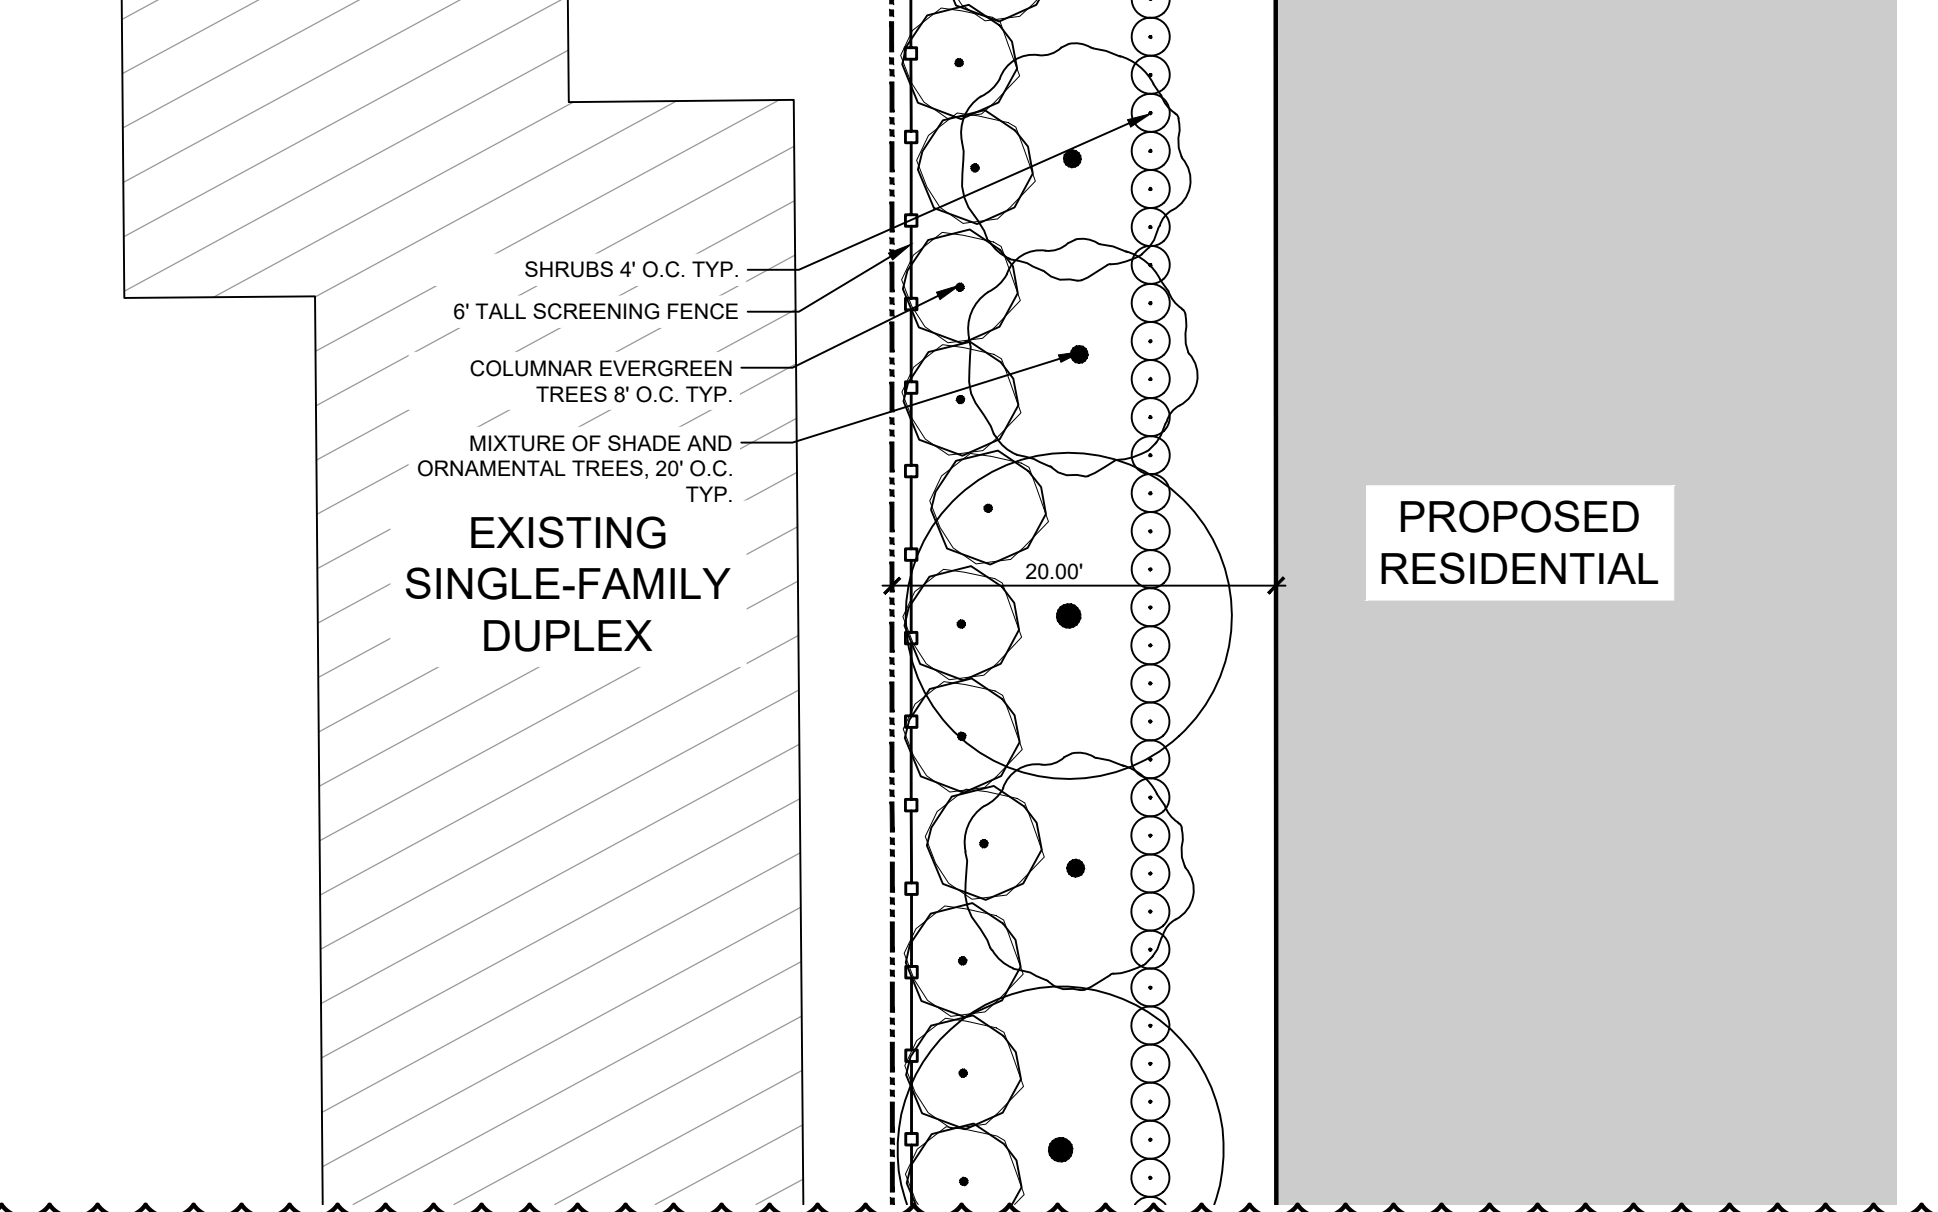 SHRUBS 4' O.C. TYP.
6' TALL SCREENING FENCE
COLUMNAR EVERGREEN
TREES 8' O.C. TYP.
MIXTURE OF SHADE AND
ORNAMENTAL TREES, 20' O.C.
TYP.
EXISTING
SINGLE-FAMILY
DUPLEX
20.00'
PROPOSED
RESIDENTIAL